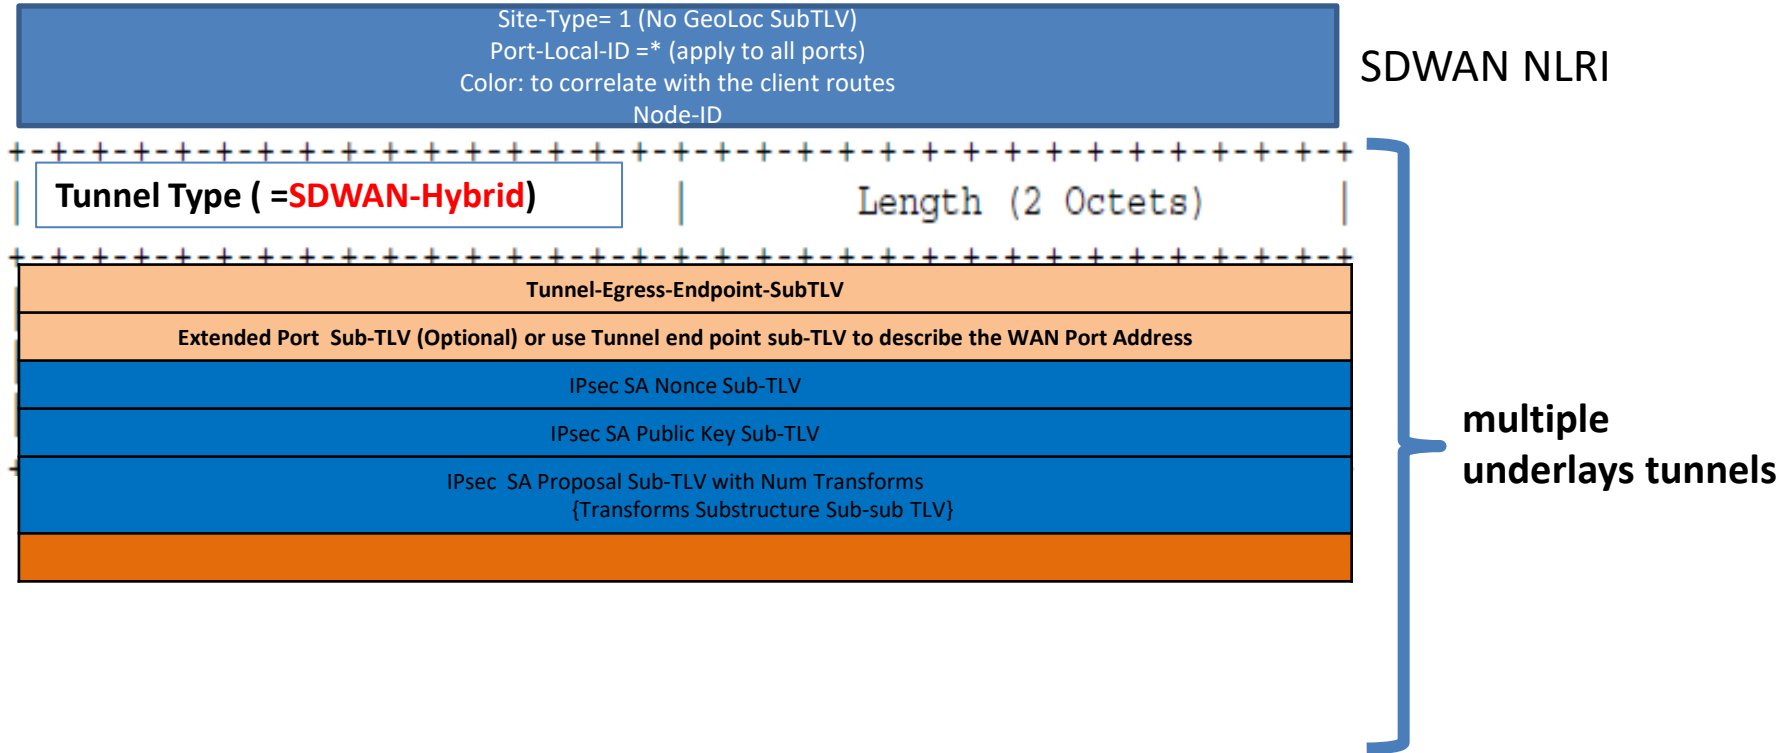 Site-Type= 1 (No GeoLoc SubTLV)
Port-Local-ID =* (apply to all ports)
Color: to correlate with the client routes
Node-ID
SDWAN NLRI
+-+-+-+-+-+-+-+-+-+-+-+-+-+-+-+-+-+-+-+-+-+-+-+-+-+-+-+-+-+-+-+-+
| Tunnel Type ( =SDWAN-Hybrid) | Length (2 Octets) |
+-+-+-+-+-+-+-+-+-+-+-+-+-+-+-+-+-+-+-+-+-+-+-+-+-+-+-+-+-+-+-+-+
Tunnel-Egress-Endpoint-SubTLV
Extended Port Sub-TLV (Optional) or use Tunnel end point sub-TLV to describe the WAN Port Address
IPsec SA Nonce Sub-TLV
IPsec SA Public Key Sub-TLV
IPsec SA Proposal Sub-TLV with Num Transforms
{Transforms Substructure Sub-sub TLV}
multiple
underlays tunnels